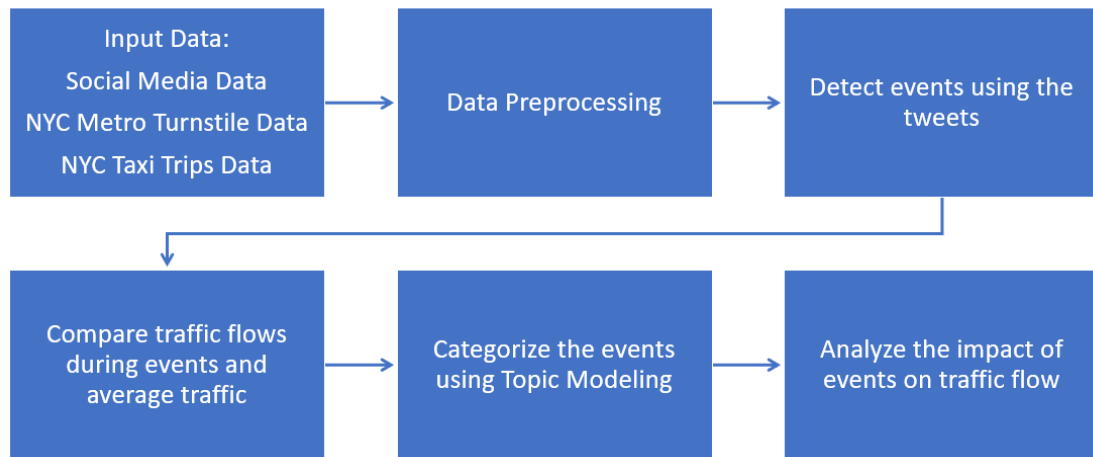 Input Data:
Social Media Data
NYC Metro Turnstile Data
NYC Taxi Trips Data
Data Preprocessing
Detect events using the
tweets
Compare traffic flows
during events and
average traffic
Categorize the events
using Topic Modeling
Analyze the impact of
events on traffic flow